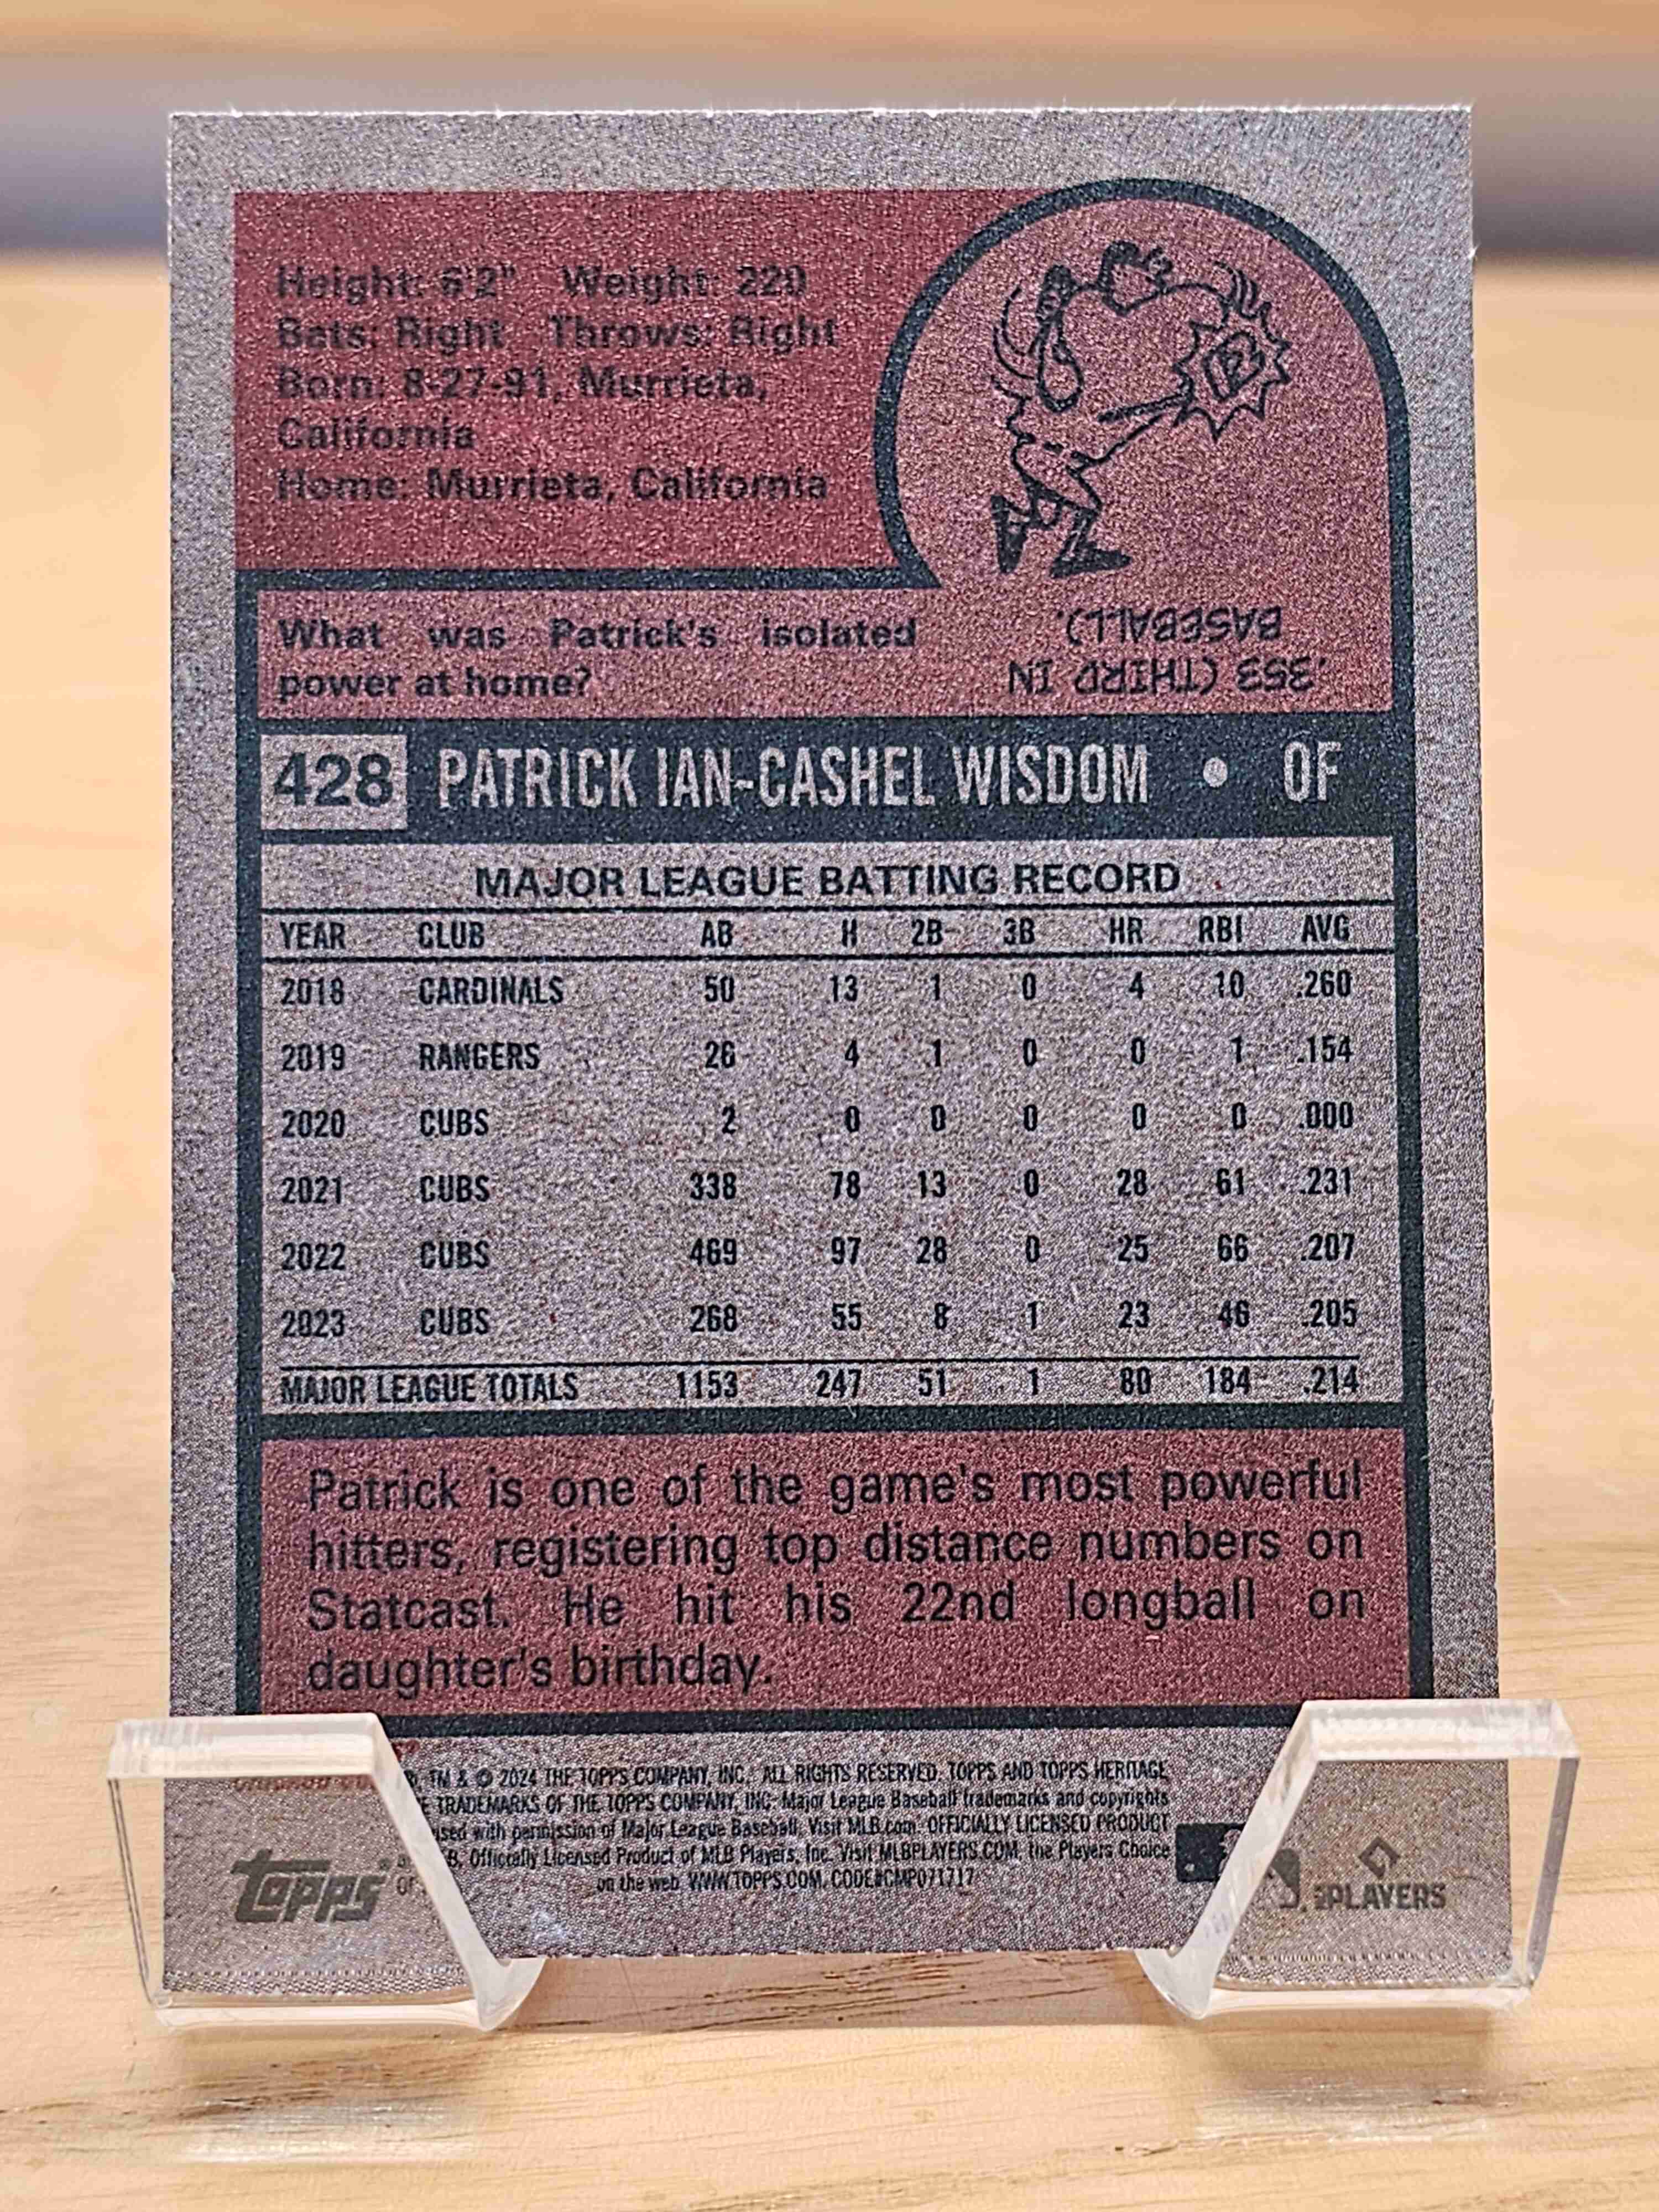 Height: 6'2" Weight: 220
Bats: Right Throws: Right
Born: 8-27-91, Murrieta,
California
Home: Murrieta, California
What was Patrick's isolated
power at home?
.353 (THIRD IN
BASEBALL).
428 PATRICK IAN-CASHEL WISDOM • OF
MAJOR LEAGUE BATTING RECORD
YEAR CLUB AB H 2B 3B HR RBI AVG
2018 CARDINALS 50 13 1 0 4 10 .260
2019 RANGERS 26 4 1 0 0 1 .154
2020 CUBS 2 0 0 0 0 0 .000
2021 CUBS 338 78 13 0 28 61 .231
2022 CUBS 469 97 28 0 25 66 .207
2023 CUBS 268 55 8 1 23 46 .205
MAJOR LEAGUE TOTALS 1153 247 51 1 80 184 .214
Patrick is one of the game's most powerful
hitters, registering top distance numbers on
Statcast. He hit his 22nd longball on
daughter's birthday.
TM & © 2024 THE TOPPS COMPANY, INC. ALL RIGHTS RESERVED. TOPPS AND TOPPS HERITAGE
TRADEMARKS OF THE TOPPS COMPANY, INC. Major League Baseball trademarks and copyrights
with permission of Major League Baseball. Visit MLB.com. OFFICIALLY LICENSED PRODUCT
Officially Licensed Product of MLB Players, Inc. Visit MLBPLAYERS.COM, the Players Choice
on the web. WWW.TOPPS.COM. CODE#CMP071717
Topps
PLAYERS